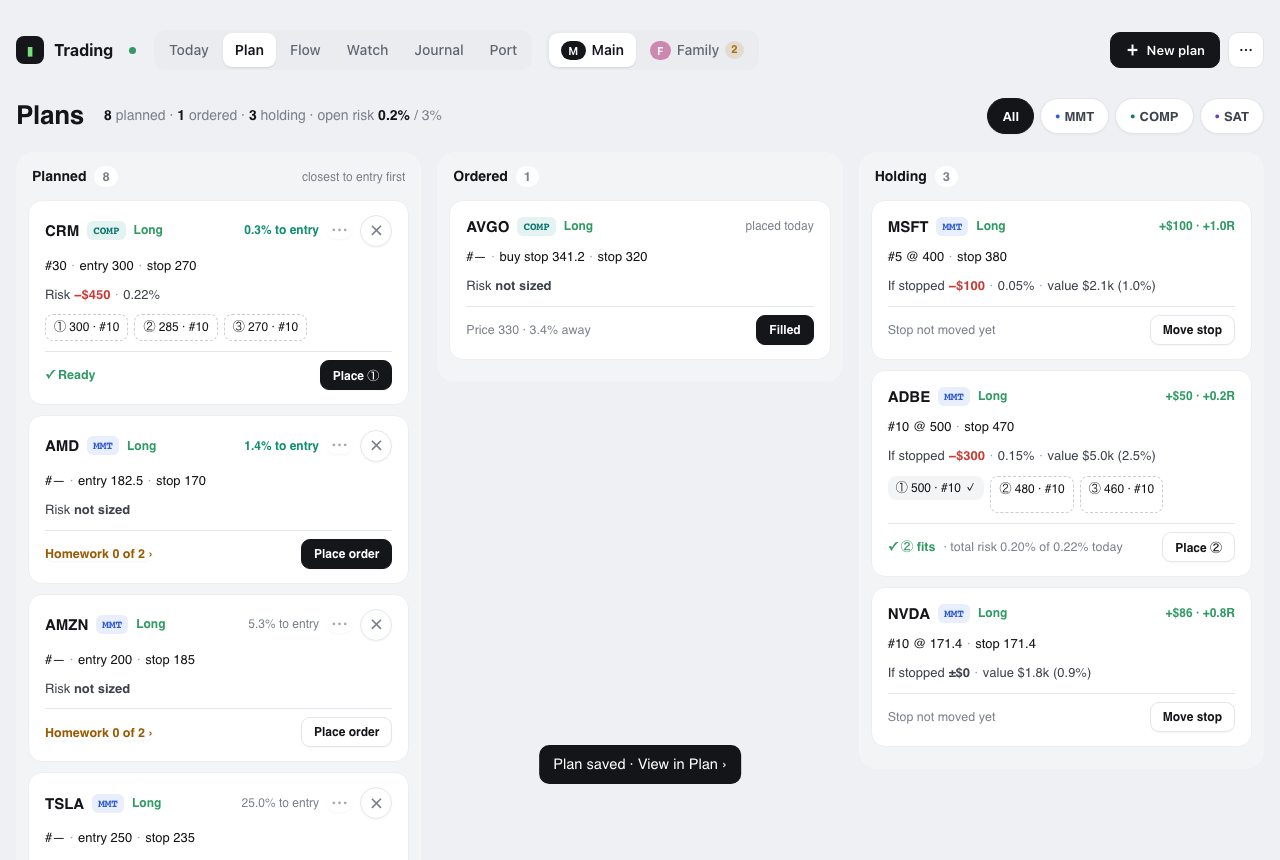 Trading
Today Plan Flow Watch Journal Port
M Main F Family 2
+ New plan ···
Plans 8 planned · 1 ordered · 3 holding · open risk 0.2% / 3%
All • MMT • COMP • SAT
Planned 8 closest to entry first
CRM COMP Long 0.3% to entry ··· ✕
#30 · entry 300 · stop 270
Risk −$450 · 0.22%
① 300 · #10 ② 285 · #10 ③ 270 · #10
✓ Ready Place ①
AMD MMT Long 1.4% to entry ··· ✕
#— · entry 182.5 · stop 170
Risk not sized
Homework 0 of 2 › Place order
AMZN MMT Long 5.3% to entry ··· ✕
#— · entry 200 · stop 185
Risk not sized
Homework 0 of 2 › Place order
TSLA MMT Long 25.0% to entry ··· ✕
#— · entry 250 · stop 235
Ordered 1
AVGO COMP Long placed today
#— · buy stop 341.2 · stop 320
Risk not sized
Price 330 · 3.4% away Filled
Holding 3
MSFT MMT Long +$100 · +1.0R
#5 @ 400 · stop 380
If stopped −$100 · 0.05% · value $2.1k (1.0%)
Stop not moved yet Move stop
ADBE MMT Long +$50 · +0.2R
#10 @ 500 · stop 470
If stopped −$300 · 0.15% · value $5.0k (2.5%)
① 500 · #10 ✓ ② 480 · #10 ③ 460 · #10
✓ ② fits · total risk 0.20% of 0.22% today Place ②
NVDA MMT Long +$86 · +0.8R
#10 @ 171.4 · stop 171.4
If stopped ±$0 · value $1.8k (0.9%)
Stop not moved yet Move stop
Plan saved · View in Plan ›